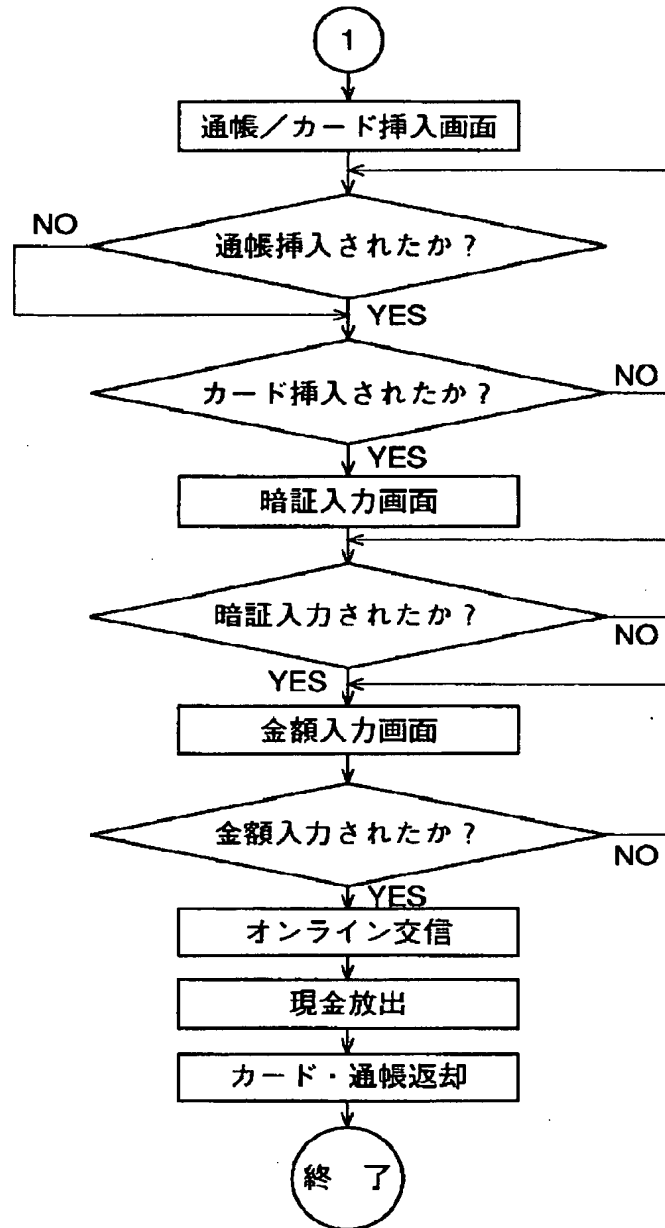 1
通帳／カード挿入画面
NO
通帳挿入されたか？
YES
カード挿入されたか？
NO
YES
暗証入力画面
暗証入力されたか？
NO
YES
金額入力画面
金額入力されたか？
NO
YES
オンライン交信
現金放出
カード・通帳返却
終 了